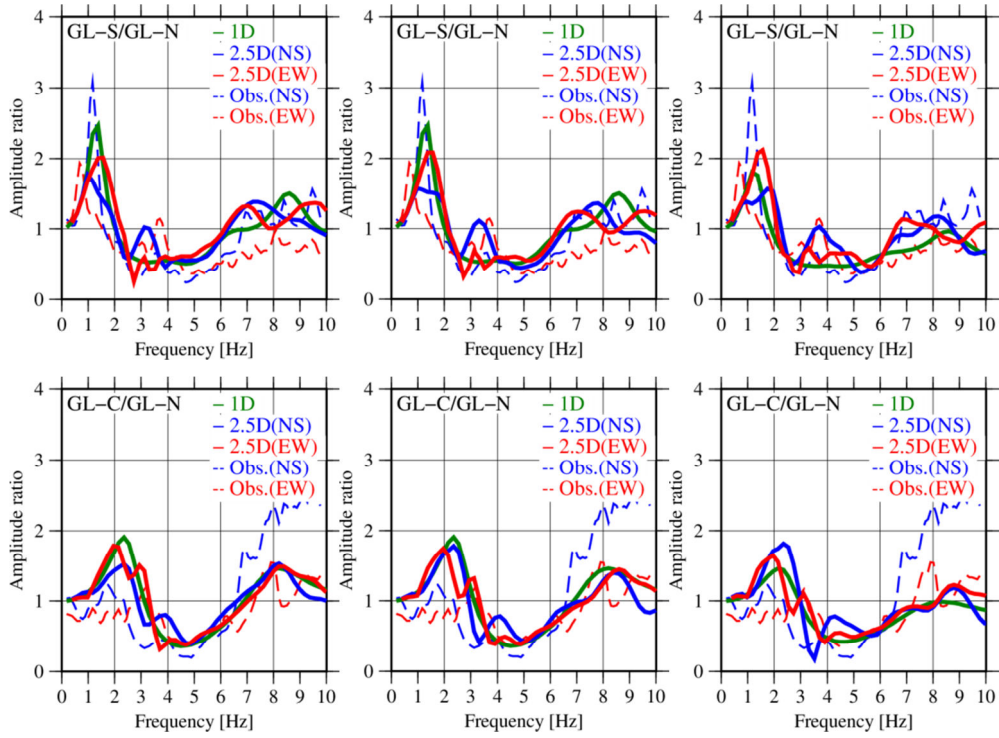 GL−S/GL−N
1D
2.5D(NS)
2.5D(EW)
Obs.(NS)
Obs.(EW)
Amplitude ratio
4
3
2
1
0
0 1 2 3 4 5 6 7 8 9 10
Frequency [Hz]
GL−S/GL−N
1D
2.5D(NS)
2.5D(EW)
Obs.(NS)
Obs.(EW)
Amplitude ratio
4
3
2
1
0
0 1 2 3 4 5 6 7 8 9 10
Frequency [Hz]
GL−S/GL−N
1D
2.5D(NS)
2.5D(EW)
Obs.(NS)
Obs.(EW)
Amplitude ratio
4
3
2
1
0
0 1 2 3 4 5 6 7 8 9 10
Frequency [Hz]
GL−C/GL−N
1D
2.5D(NS)
2.5D(EW)
Obs.(NS)
Obs.(EW)
Amplitude ratio
4
3
2
1
0
0 1 2 3 4 5 6 7 8 9 10
Frequency [Hz]
GL−C/GL−N
1D
2.5D(NS)
2.5D(EW)
Obs.(NS)
Obs.(EW)
Amplitude ratio
4
3
2
1
0
0 1 2 3 4 5 6 7 8 9 10
Frequency [Hz]
GL−C/GL−N
1D
2.5D(NS)
2.5D(EW)
Obs.(NS)
Obs.(EW)
Amplitude ratio
4
3
2
1
0
0 1 2 3 4 5 6 7 8 9 10
Frequency [Hz]